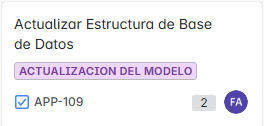 Actualizar Estructura de Base
de Datos
ACTUALIZACION DEL MODELO
APP-109 2 FA